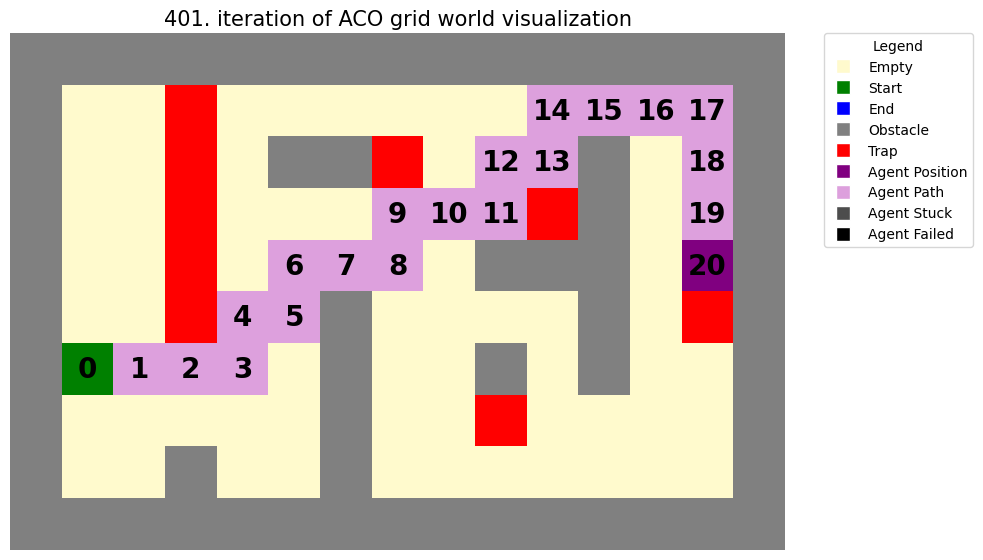 401. iteration of ACO grid world visualization
14 15 16 17
12 13 18
9 10 11 19
6 7 8 20
4 5
0 1 2 3
Legend
Empty
Start
End
Obstacle
Trap
Agent Position
Agent Path
Agent Stuck
Agent Failed